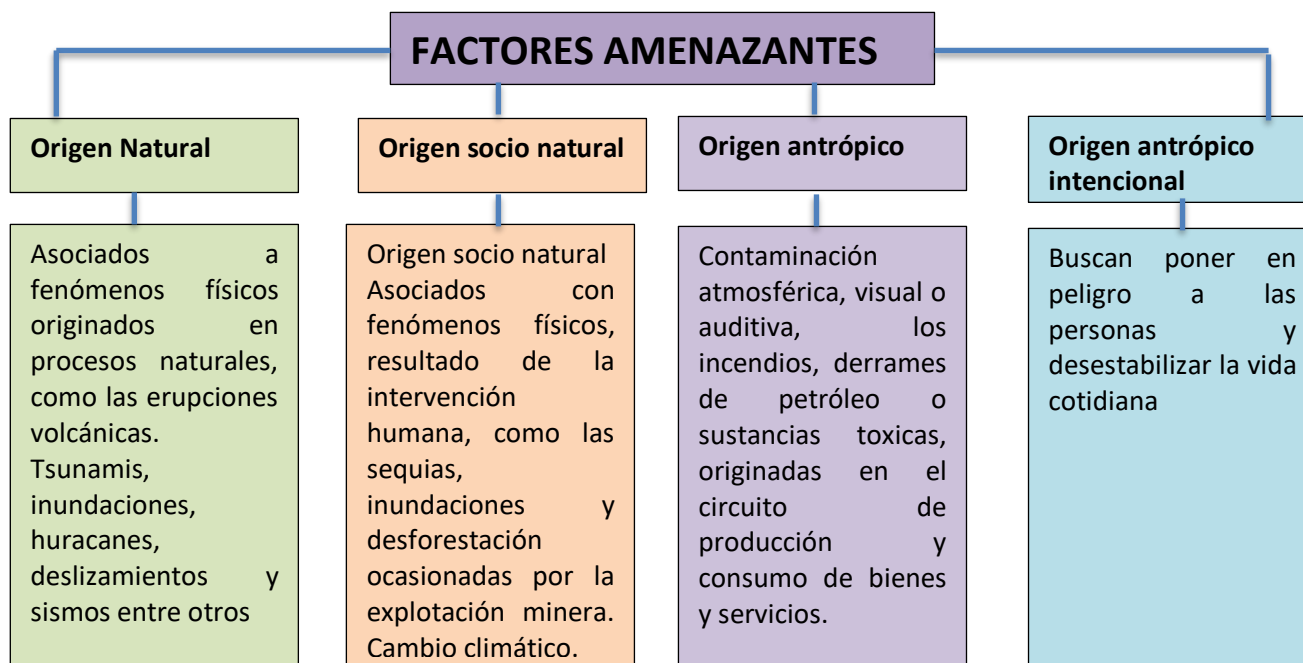 FACTORES AMENAZANTES
Origen Natural
Asociados a
fenómenos físicos
originados en
procesos naturales,
como las erupciones
volcánicas.
Tsunamis,
inundaciones,
huracanes,
deslizamientos y
sismos entre otros
Origen socio natural
Origen socio natural
Asociados con
fenómenos físicos,
resultado de la
intervención
humana, como las
sequias,
inundaciones y
desforestación
ocasionadas por la
explotación minera.
Cambio climático.
Origen antrópico
Contaminación
atmosférica, visual o
auditiva, los
incendios, derrames
de petróleo o
sustancias toxicas,
originadas en el
circuito de
producción y
consumo de bienes
y servicios.
Origen antrópico
intencional
Buscan poner en
peligro a las
personas y
desestabilizar la vida
cotidiana